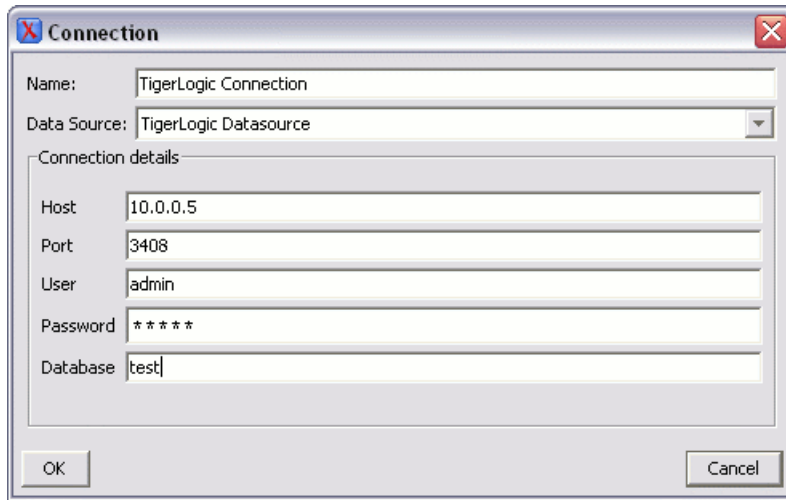 Connection
Name: TigerLogic Connection
Data Source: TigerLogic Datasource
Connection details
Host 10.0.0.5
Port 3408
User admin
Password *****
Database test
OK Cancel